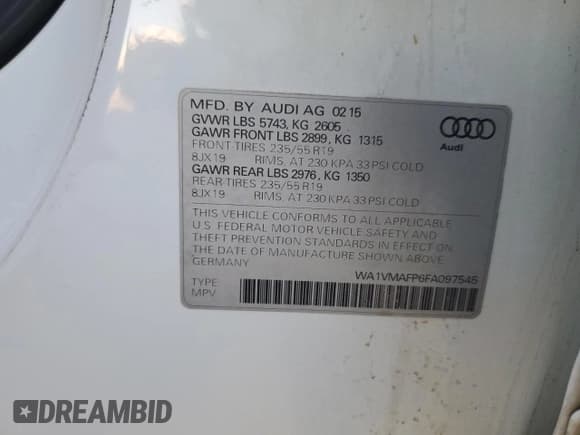 MFD. BY AUDI AG 02 15
GVWR LBS 5743, KG 2605
GAWR FRONT LBS 2899, KG 1315
FRONT TIRES 235/55 R19
8JX19 RIMS, AT 230 KPA 33 PSI COLD
GAWR REAR LBS 2976, KG 1350
REAR TIRES 235/55 R19
8JX19 RIMS, AT 230 KPA 33 PSI COLD
Audi
THIS VEHICLE CONFORMS TO ALL APPLICABLE
U.S. FEDERAL MOTOR VEHICLE SAFETY AND
THEFT PREVENTION STANDARDS IN EFFECT ON
THE DATE OF MANUFACTURE SHOWN ABOVE.
GERMANY
WA1VMAFP6FA097545
TYPE
MPV
DREAMBID